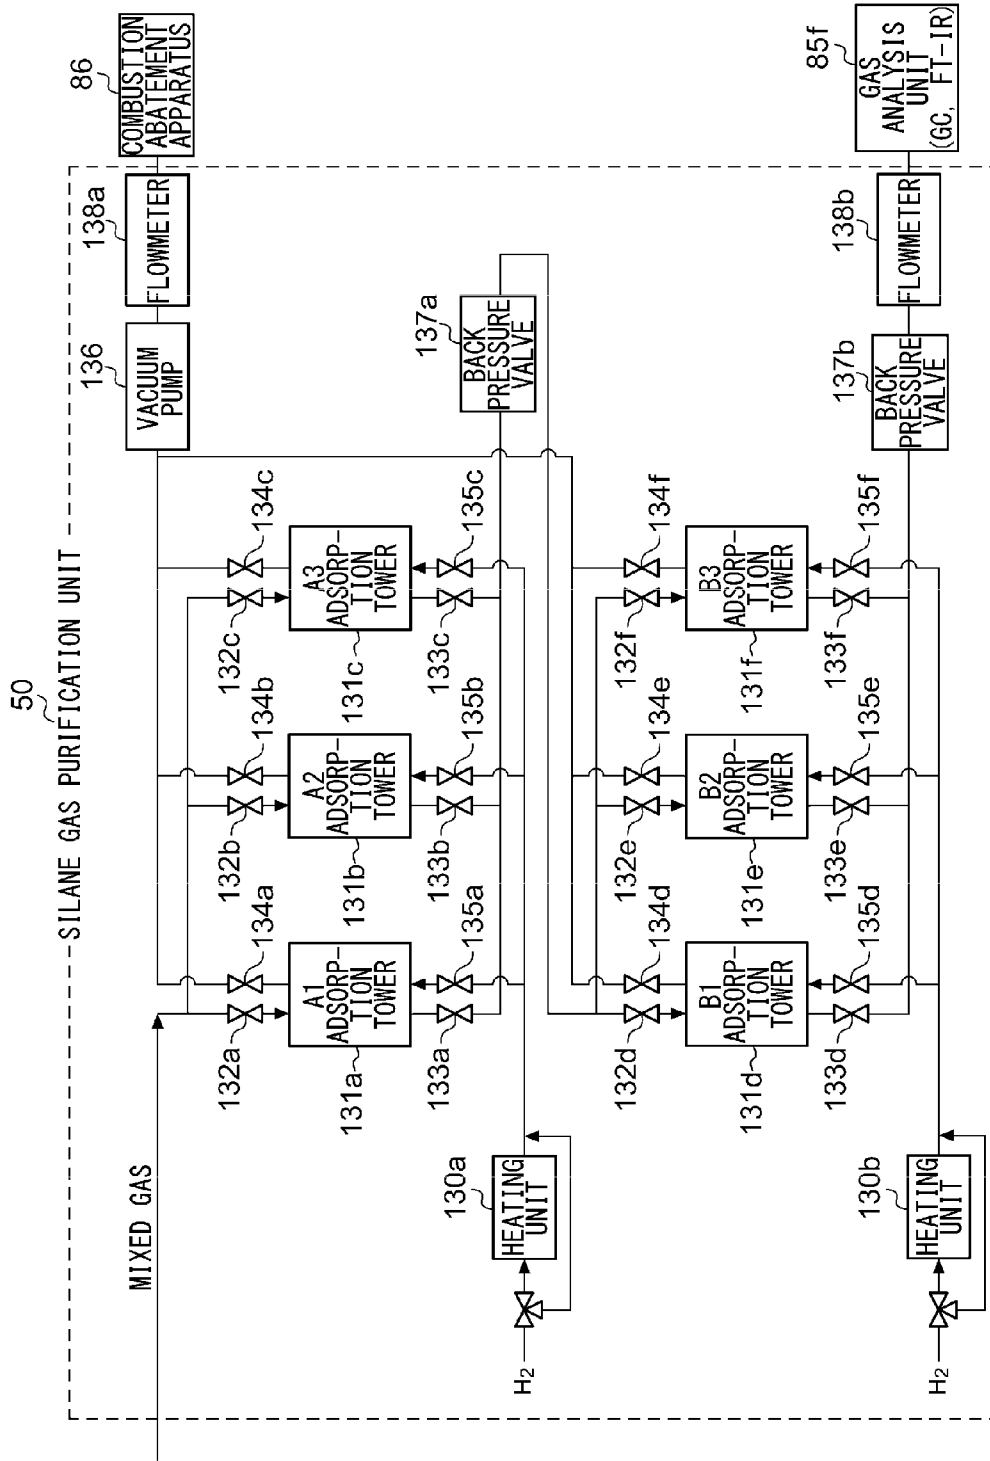 50
SILANE GAS PURIFICATION UNIT
MIXED GAS
136
VACUUM
PUMP
138a
FLOWMETER
86
COMBUSTION
ABATEMENT
APPARATUS
132a
134a
132b
134b
132c
134c
A1
ADSORP-
TION
TOWER
131a
A2
ADSORP-
TION
TOWER
131b
A3
ADSORP-
TION
TOWER
131c
133a
135a
133b
135b
133c
135c
137a
BACK
PRESSURE
VALVE
130a
HEATING
UNIT
H2
132d
134d
132e
134e
132f
134f
B1
ADSORP-
TION
TOWER
131d
B2
ADSORP-
TION
TOWER
131e
B3
ADSORP-
TION
TOWER
131f
133d
135d
133e
135e
133f
135f
130b
HEATING
UNIT
H2
137b
BACK
PRESSURE
VALVE
138b
FLOWMETER
85f
GAS
ANALYSIS
UNIT
(GC, FT-IR)